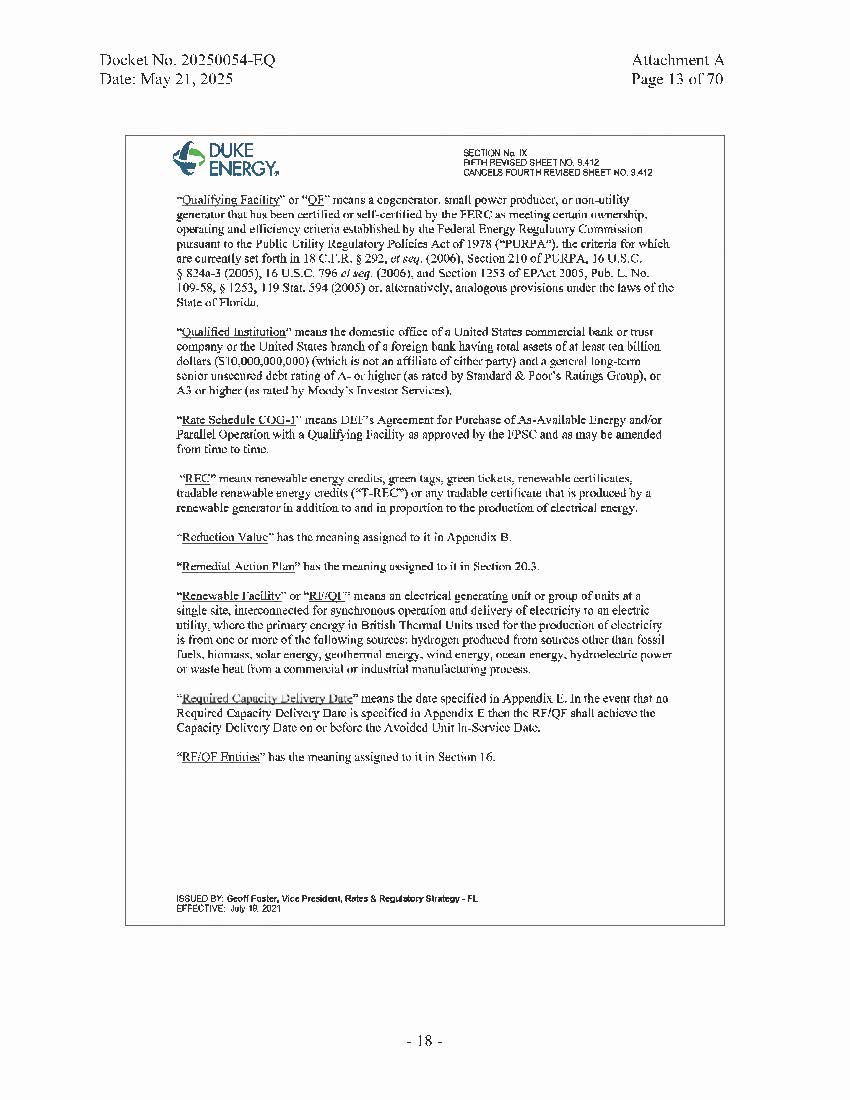 Docket No. 20250054-EQ
Date: May 21, 2025
Attachment A
Page 13 of 70
DUKE
ENERGY®
SECTION No. IX
FIFTH REVISED SHEET NO. 9.412
CANCELS FOURTH REVISED SHEET NO. 9.412
“Qualifying Facility” or “QF” means a cogenerator, small power producer, or non-utility
generator that has been certified or self-certified by the FERC as meeting certain ownership,
operating and efficiency criteria established by the Federal Energy Regulatory Commission
pursuant to the Public Utility Regulatory Policies Act of 1978 (“PURPA”), the criteria for which
are currently set forth in 18 C.F.R. § 292, et seq. (2006), Section 210 of PURPA, 16 U.S.C.
§ 824a-3 (2005), 16 U.S.C. 796 et seq. (2006), and Section 1253 of EPAct 2005, Pub. L. No.
109-58, § 1253, 119 Stat. 594 (2005) or, alternatively, analogous provisions under the laws of the
State of Florida.
“Qualified Institution” means the domestic office of a United States commercial bank or trust
company or the United States branch of a foreign bank having total assets of at least ten billion
dollars ($10,000,000,000) (which is not an affiliate of either party) and a general long-term
senior unsecured debt rating of A- or higher (as rated by Standard & Poor’s Ratings Group), or
A3 or higher (as rated by Moody’s Investor Services).
“Rate Schedule COG-1” means DEF’s Agreement for Purchase of As-Available Energy and/or
Parallel Operation with a Qualifying Facility as approved by the FPSC and as may be amended
from time to time.
“REC” means renewable energy credits, green tags, green tickets, renewable certificates,
tradable renewable energy credits (“T-REC”) or any tradable certificate that is produced by a
renewable generator in addition to and in proportion to the production of electrical energy.
“Reduction Value” has the meaning assigned to it in Appendix B.
“Remedial Action Plan” has the meaning assigned to it in Section 20.3.
“Renewable Facility” or “RF/QF” means an electrical generating unit or group of units at a
single site, interconnected for synchronous operation and delivery of electricity to an electric
utility, where the primary energy in British Thermal Units used for the production of electricity
is from one or more of the following sources: hydrogen produced from sources other than fossil
fuels, biomass, solar energy, geothermal energy, wind energy, ocean energy, hydroelectric power
or waste heat from a commercial or industrial manufacturing process.
“Required Capacity Delivery Date” means the date specified in Appendix E. In the event that no
Required Capacity Delivery Date is specified in Appendix E then the RF/QF shall achieve the
Capacity Delivery Date on or before the Avoided Unit In-Service Date.
“RF/QF Entities” has the meaning assigned to it in Section 16.
ISSUED BY: Geoff Foster, Vice President, Rates & Regulatory Strategy - FL
EFFECTIVE: July 19, 2021
- 18 -